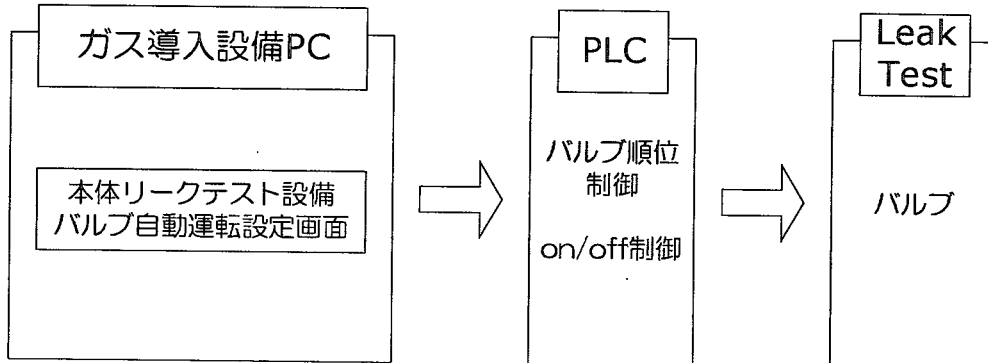 ガス導入設備PC
本体リークテスト設備
バルブ自動運転設定画面
PLC
バルブ順位
制御
on/off制御
Leak
Test
バルブ